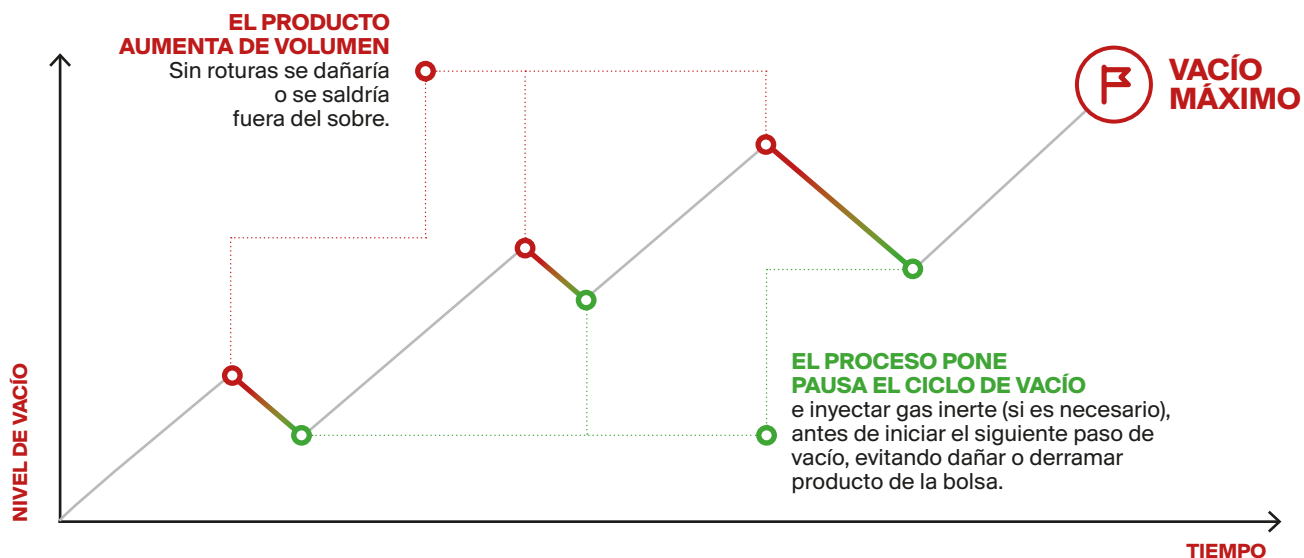 EL PRODUCTO
AUMENTA DE VOLUMEN
Sin roturas se dañaría
o se saldría
fuera del sobre.
VACÍO
MÁXIMO
EL PROCESO PONE
PAUSA EL CICLO DE VACÍO
e inyectar gas inerte (si es necesario),
antes de iniciar el siguiente paso de
vacío, evitando dañar o derramar
producto de la bolsa.
NIVEL DE VACÍO
TIEMPO